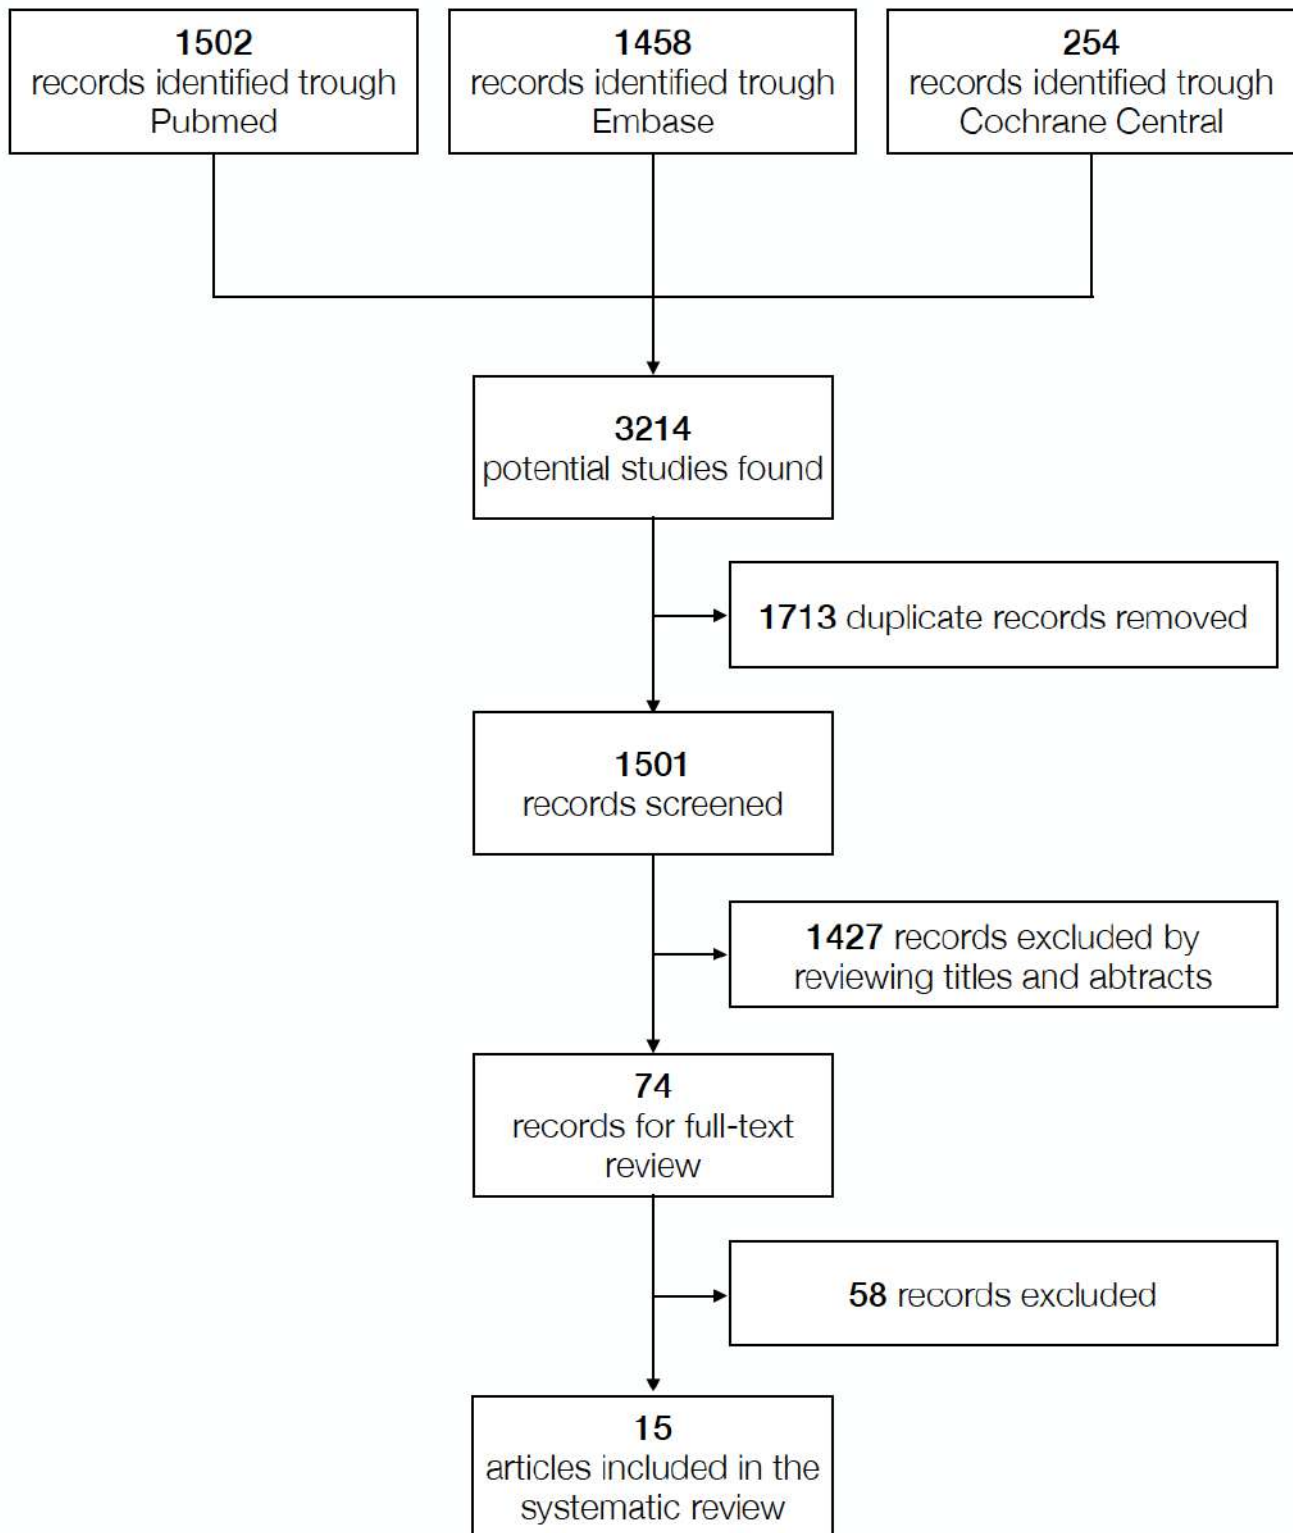 1502
records identified trough
Pubmed
1458
records identified trough
Embase
254
records identified trough
Cochrane Central
3214
potential studies found
1713 duplicate records removed
1501
records screened
1427 records excluded by
reviewing titles and abtracts
74
records for full-text
review
58 records excluded
15
articles included in the
systematic review